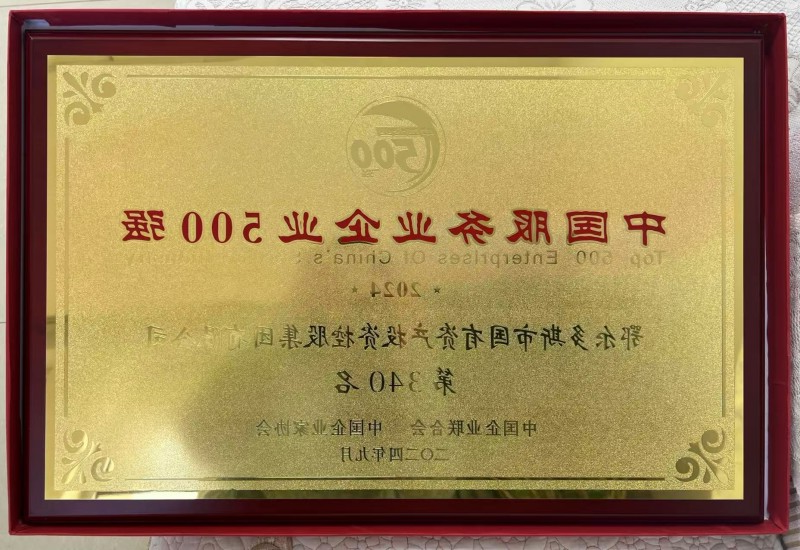 500
中国服务业企业500强
Top 500 Enterprises Of China's
* 2024 *
鄂尔多斯市国有资产投资控股集团有限公司
第340名
中国企业联合会 中国企业家协会
二〇二四年九月